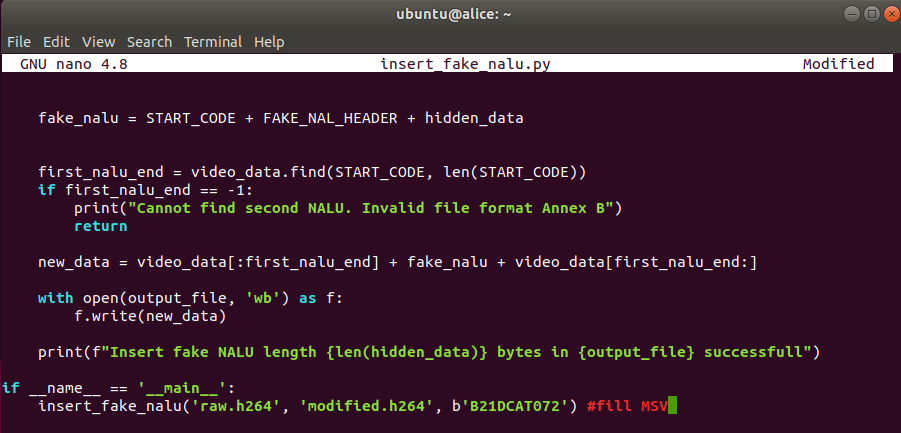 ubuntu@alice: ~
File Edit View Search Terminal Help
GNU nano 4.8 insert_fake_nalu.py Modified
fake_nalu = START_CODE + FAKE_NAL_HEADER + hidden_data
first_nalu_end = video_data.find(START_CODE, len(START_CODE))
if first_nalu_end == -1:
print("Cannot find second NALU. Invalid file format Annex B")
return
new_data = video_data[:first_nalu_end] + fake_nalu + video_data[first_nalu_end:]
with open(output_file, 'wb') as f:
f.write(new_data)
print(f"Insert fake NALU length {len(hidden_data)} bytes in {output_file} successfull")
if __name__ == '__main__':
insert_fake_nalu('raw.h264', 'modified.h264', b'B21DCAT072') #fill MSV